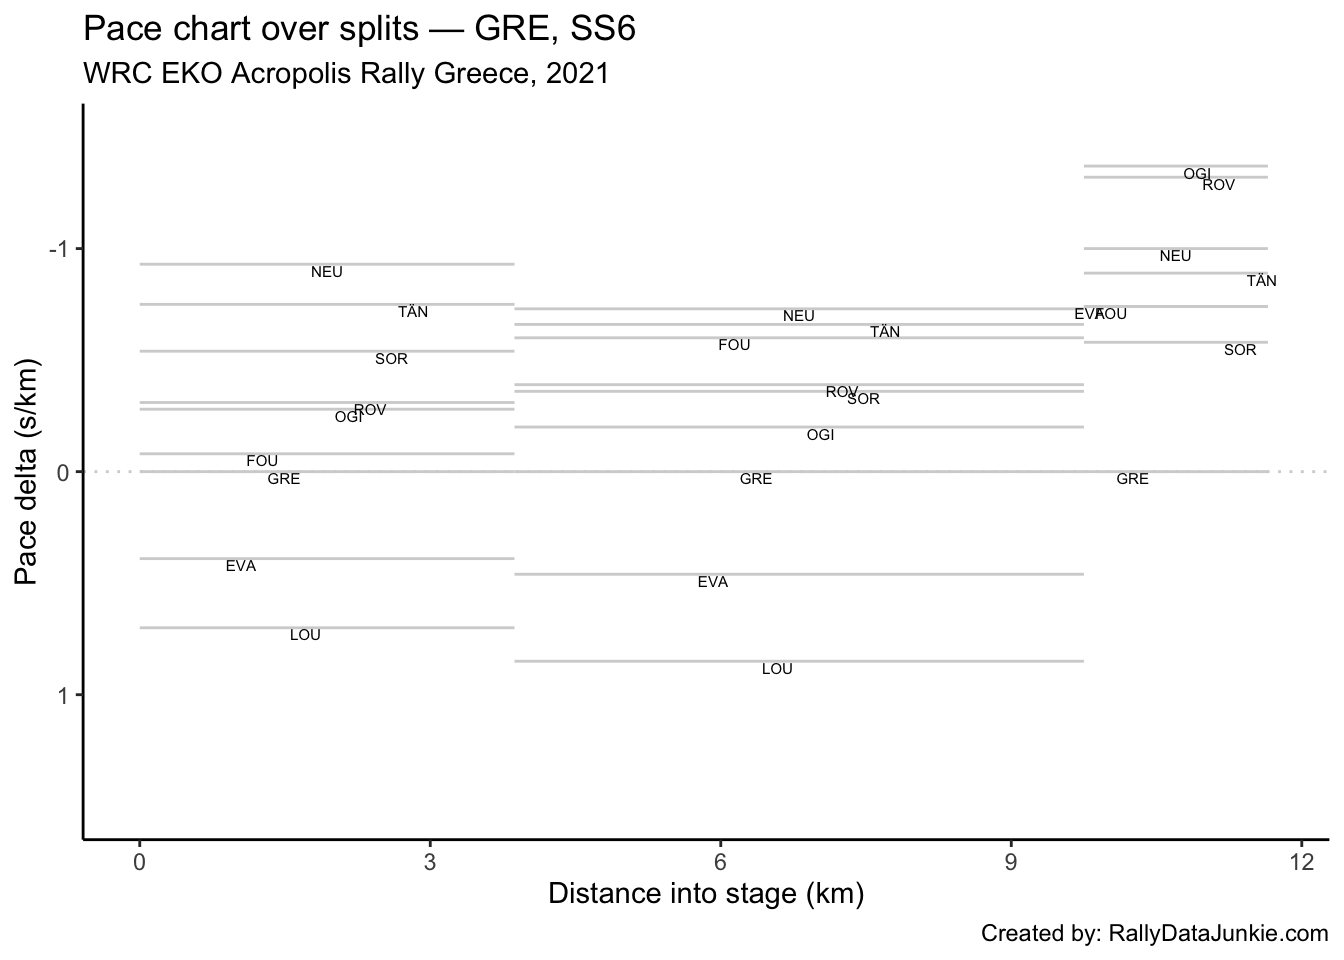 Pace chart over splits — GRE, SS6
WRC EKO Acropolis Rally Greece, 2021
OGI
ROV
-1
NEU
NEU
TÄN
TÄN
NEU
EVA
FOU
TÄN
FOU
SOR
SOR
ROV
SOR
ROV
OGI
OGI
FOU
0
GRE
GRE
GRE
EVA
EVA
LOU
LOU
1
Pace delta (s/km)
0
3
6
9
12
Distance into stage (km)
Created by: RallyDataJunkie.com